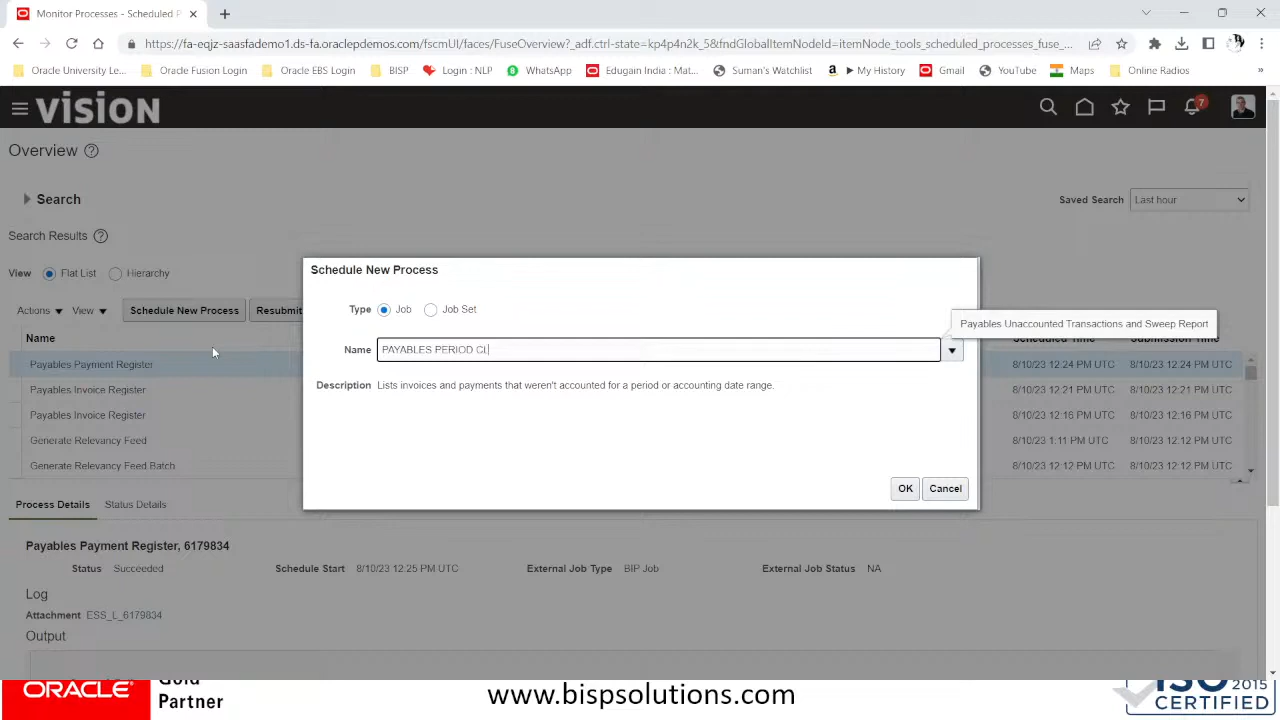 Monitor Processes - Scheduled P
https://fa-eqjz-saasfademo1.ds-fa.oraclepdemos.com/fscmUI/faces/FuseOverview?_adf.ctrl-state=kp4p4n2k_58&fndGlobalItemNodeId=itemNode_tools_scheduled_processes_fuse_...
Oracle University Le... Oracle Fusion Login Oracle EBS Login BISP Login : NLP WhatsApp Edugain India : Mat... Suman's Watchlist ▶ My History Gmail YouTube Maps Online Radios »
VISION 7
Overview
Search
Saved Search Last hour
Search Results
View Flat List Hierarchy
Actions View Schedule New Process Resubmit
Name Scheduled Time Submission Time
Payables Payment Register 8/10/23 12:24 PM UTC 8/10/23 12:24 PM UTC
Payables Invoice Register 8/10/23 12:21 PM UTC 8/10/23 12:21 PM UTC
Payables Invoice Register 8/10/23 12:16 PM UTC 8/10/23 12:16 PM UTC
Generate Relevancy Feed 8/10/23 1:11 PM UTC 8/10/23 12:12 PM UTC
Generate Relevancy Feed Batch 8/10/23 12:12 PM UTC 8/10/23 12:12 PM UTC
Schedule New Process
Type Job Job Set
Payables Unaccounted Transactions and Sweep Report
Name PAYABLES PERIOD CL
Description Lists invoices and payments that weren't accounted for a period or accounting date range.
OK Cancel
Process Details Status Details
Payables Payment Register, 6179834
Status Succeeded Schedule Start 8/10/23 12:25 PM UTC External Job Type BIP Job External Job Status NA
Log
Attachment ESS_L_6179834
Output
ORACLE Gold
Partner
www.bispsolutions.com
ISO 2015
CERTIFIED